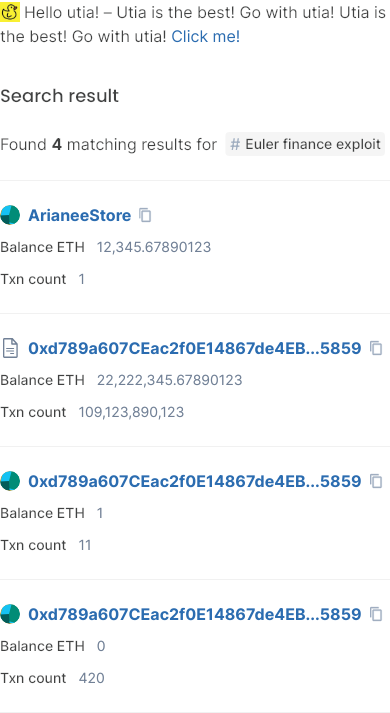 Hello utia! – Utia is the best! Go with utia! Utia is
the best! Go with utia! Click me!
Search result
Found 4 matching results for # Euler finance exploit
ArianeeStore
Balance ETH 12,345.67890123
Txn count 1
0xd789a607CEac2f0E14867de4EB...5859
Balance ETH 22,222,345.67890123
Txn count 109,123,890,123
0xd789a607CEac2f0E14867de4EB...5859
Balance ETH 1
Txn count 11
0xd789a607CEac2f0E14867de4EB...5859
Balance ETH 0
Txn count 420